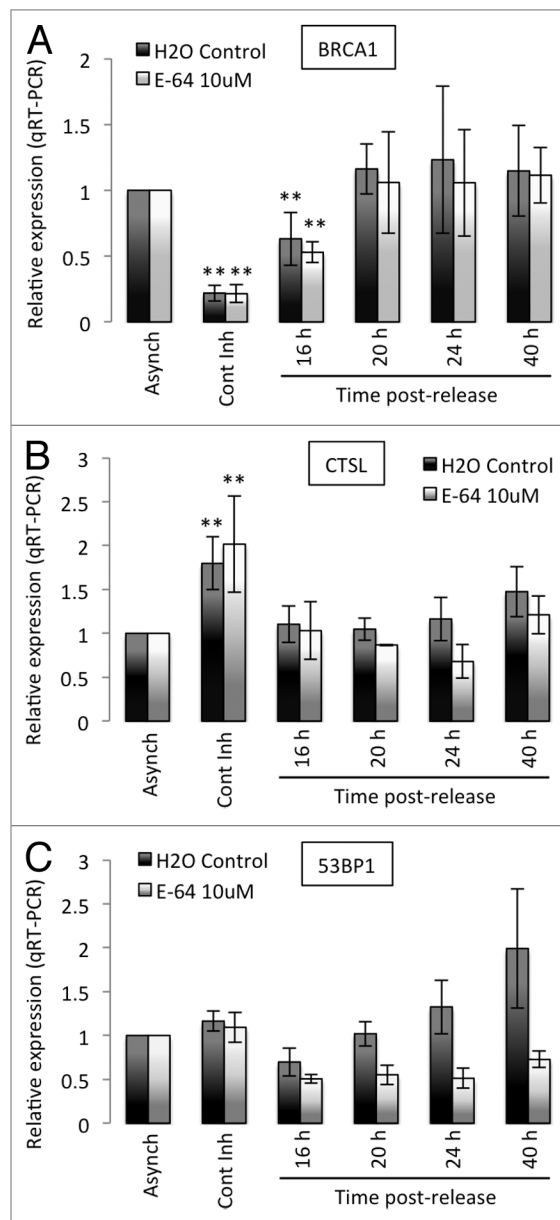 A
H2O Control
E-64 10uM
BRCA1
Relative expression (qRT-PCR)
2
1.5
1
0.5
0
**
**
**
**
Asynch
Cont Inh
16 h
20 h
24 h
40 h
Time post-release
B
CTSL
H2O Control
E-64 10uM
Relative expression (qRT-PCR)
3
2.5
2
1.5
1
0.5
0
**
**
Asynch
Cont Inh
16 h
20 h
24 h
40 h
Time post-release
C
H2O Control
E-64 10uM
53BP1
Relative expression (qRT-PCR)
3
2.5
2
1.5
1
0.5
0
Asynch
Cont Inh
16 h
20 h
24 h
40 h
Time post-release